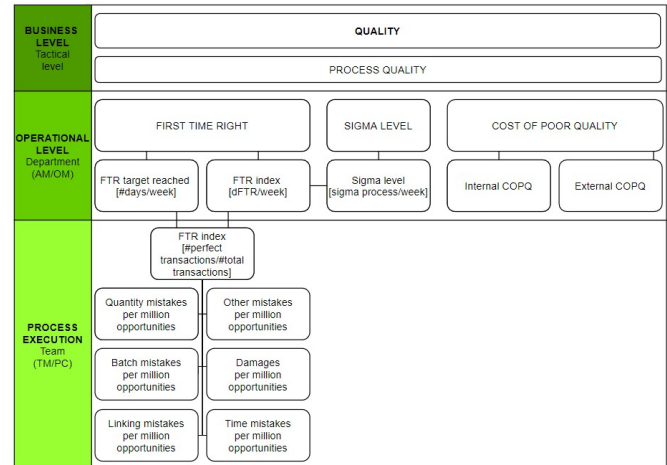 BUSINESS
LEVEL
Tactical
level
QUALITY
PROCESS QUALITY
OPERATIONAL
LEVEL
Department
(AM/OM)
FIRST TIME RIGHT
SIGMA LEVEL
COST OF POOR QUALITY
FTR target reached
[#days/week]
FTR index
[dFTR/week]
Sigma level
[sigma process/week]
Internal COPQ
External COPQ
PROCESS
EXECUTION
Team
(TM/PC)
FTR index
[#perfect
transactions/#total
transactions]
Quantity mistakes
per million
opportunities
Other mistakes
per million
opportunities
Batch mistakes
per million
opportunities
Damages
per million
opportunities
Linking mistakes
per million
opportunities
Time mistakes
per million
opportunities